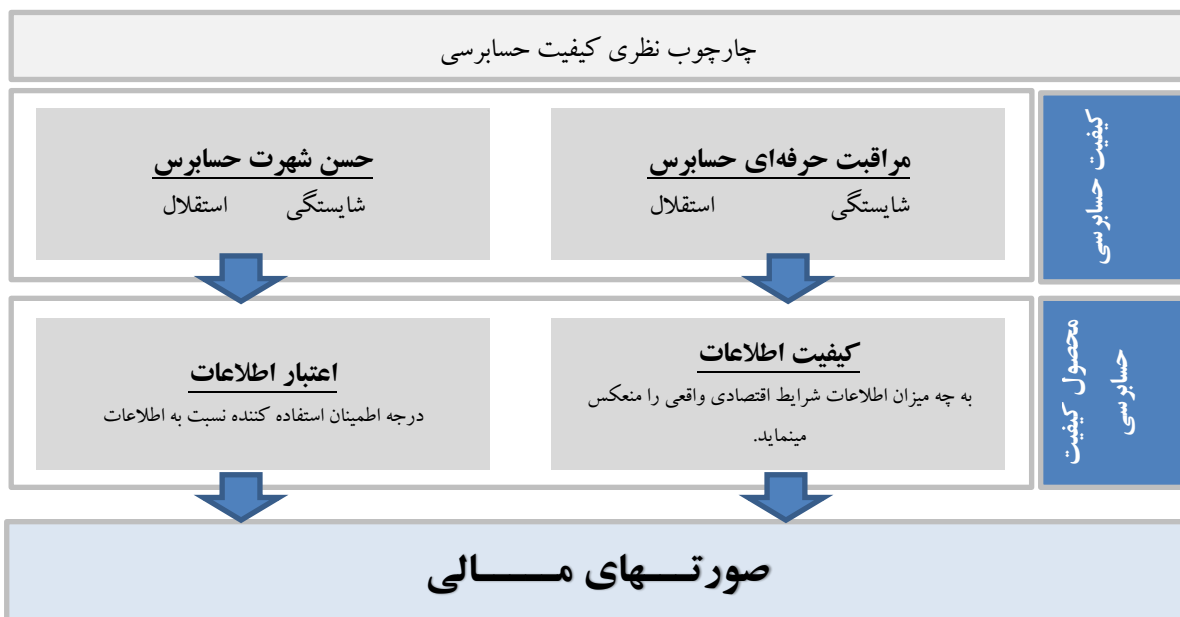 چارچوب نظری کیفیت حسابرسی
کیفیت حسابرسی
مراقبت حرفه‌ای حسابرس
شایستگی استقلال
حسن شهرت حسابرس
شایستگی استقلال
محصول کیفیت
حسابرسی
کیفیت اطلاعات
به چه میزان اطلاعات شرایط اقتصادی واقعی را منعکس
مینماید.
اعتبار اطلاعات
درجه اطمینان استفاده کننده نسبت به اطلاعات
صورتـــهای مـــــالی